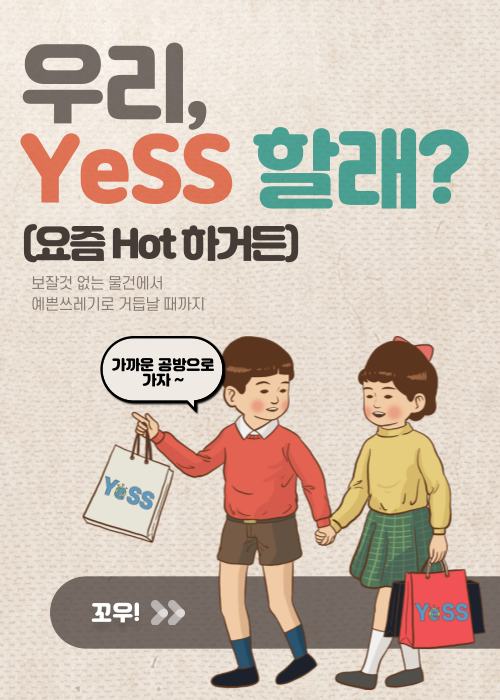 우리,
YeSS 할래?
(요즘 Hot 하거든)
보잘것 없는 물건에서
예쁜쓰레기로 거듭날 때까지
가까운 공방으로
가자 ~
YeSS
YeSS
꼬우!